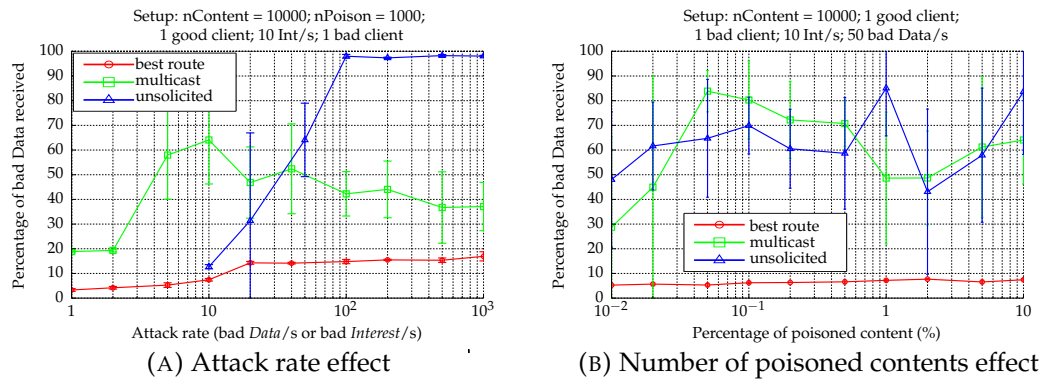 Setup: nContent = 10000; nPoison = 1000;
1 good client; 10 Int/s; 1 bad client
Percentage of bad Data received
100
90
80
70
60
50
40
30
20
10
0
best route
multicast
unsolicited
1 10 10² 10³
Attack rate (bad Data/s or bad Interest/s)
(A) Attack rate effect
Setup: nContent = 10000; 1 good client;
1 bad client; 10 Int/s; 50 bad Data/s
Percentage of bad Data received
100
90
80
70
60
50
40
30
20
10
0
best route
multicast
unsolicited
10⁻² 10⁻¹ 1 10
Percentage of poisoned content (%)
(B) Number of poisoned contents effect